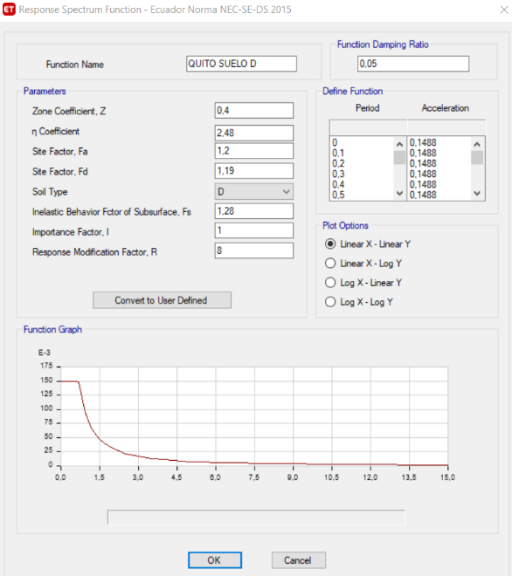 ET Response Spectrum Function - Ecuador Norma NEC-SE-DS 2015
Function Name QUITO SUELO D
Function Damping Ratio
0,05
Parameters
Zone Coefficient, Z 0,4
η Coefficient 2,48
Site Factor, Fa 1,2
Site Factor, Fd 1,19
Soil Type D
Inelastic Behavior Fctor of Subsurface, Fs 1,28
Importance Factor, I 1
Response Modification Factor, R 8
Convert to User Defined
Define Function
Period Acceleration
0 0,1488
0,1 0,1488
0,2 0,1488
0,3 0,1488
0,4 0,1488
0,5 0,1488
Plot Options
Linear X - Linear Y
Linear X - Log Y
Log X - Linear Y
Log X - Log Y
Function Graph
E-3
175
150
125
100
75
50
25
0
0,0 1,5 3,0 4,5 6,0 7,5 9,0 10,5 12,0 13,5 15,0
OK Cancel